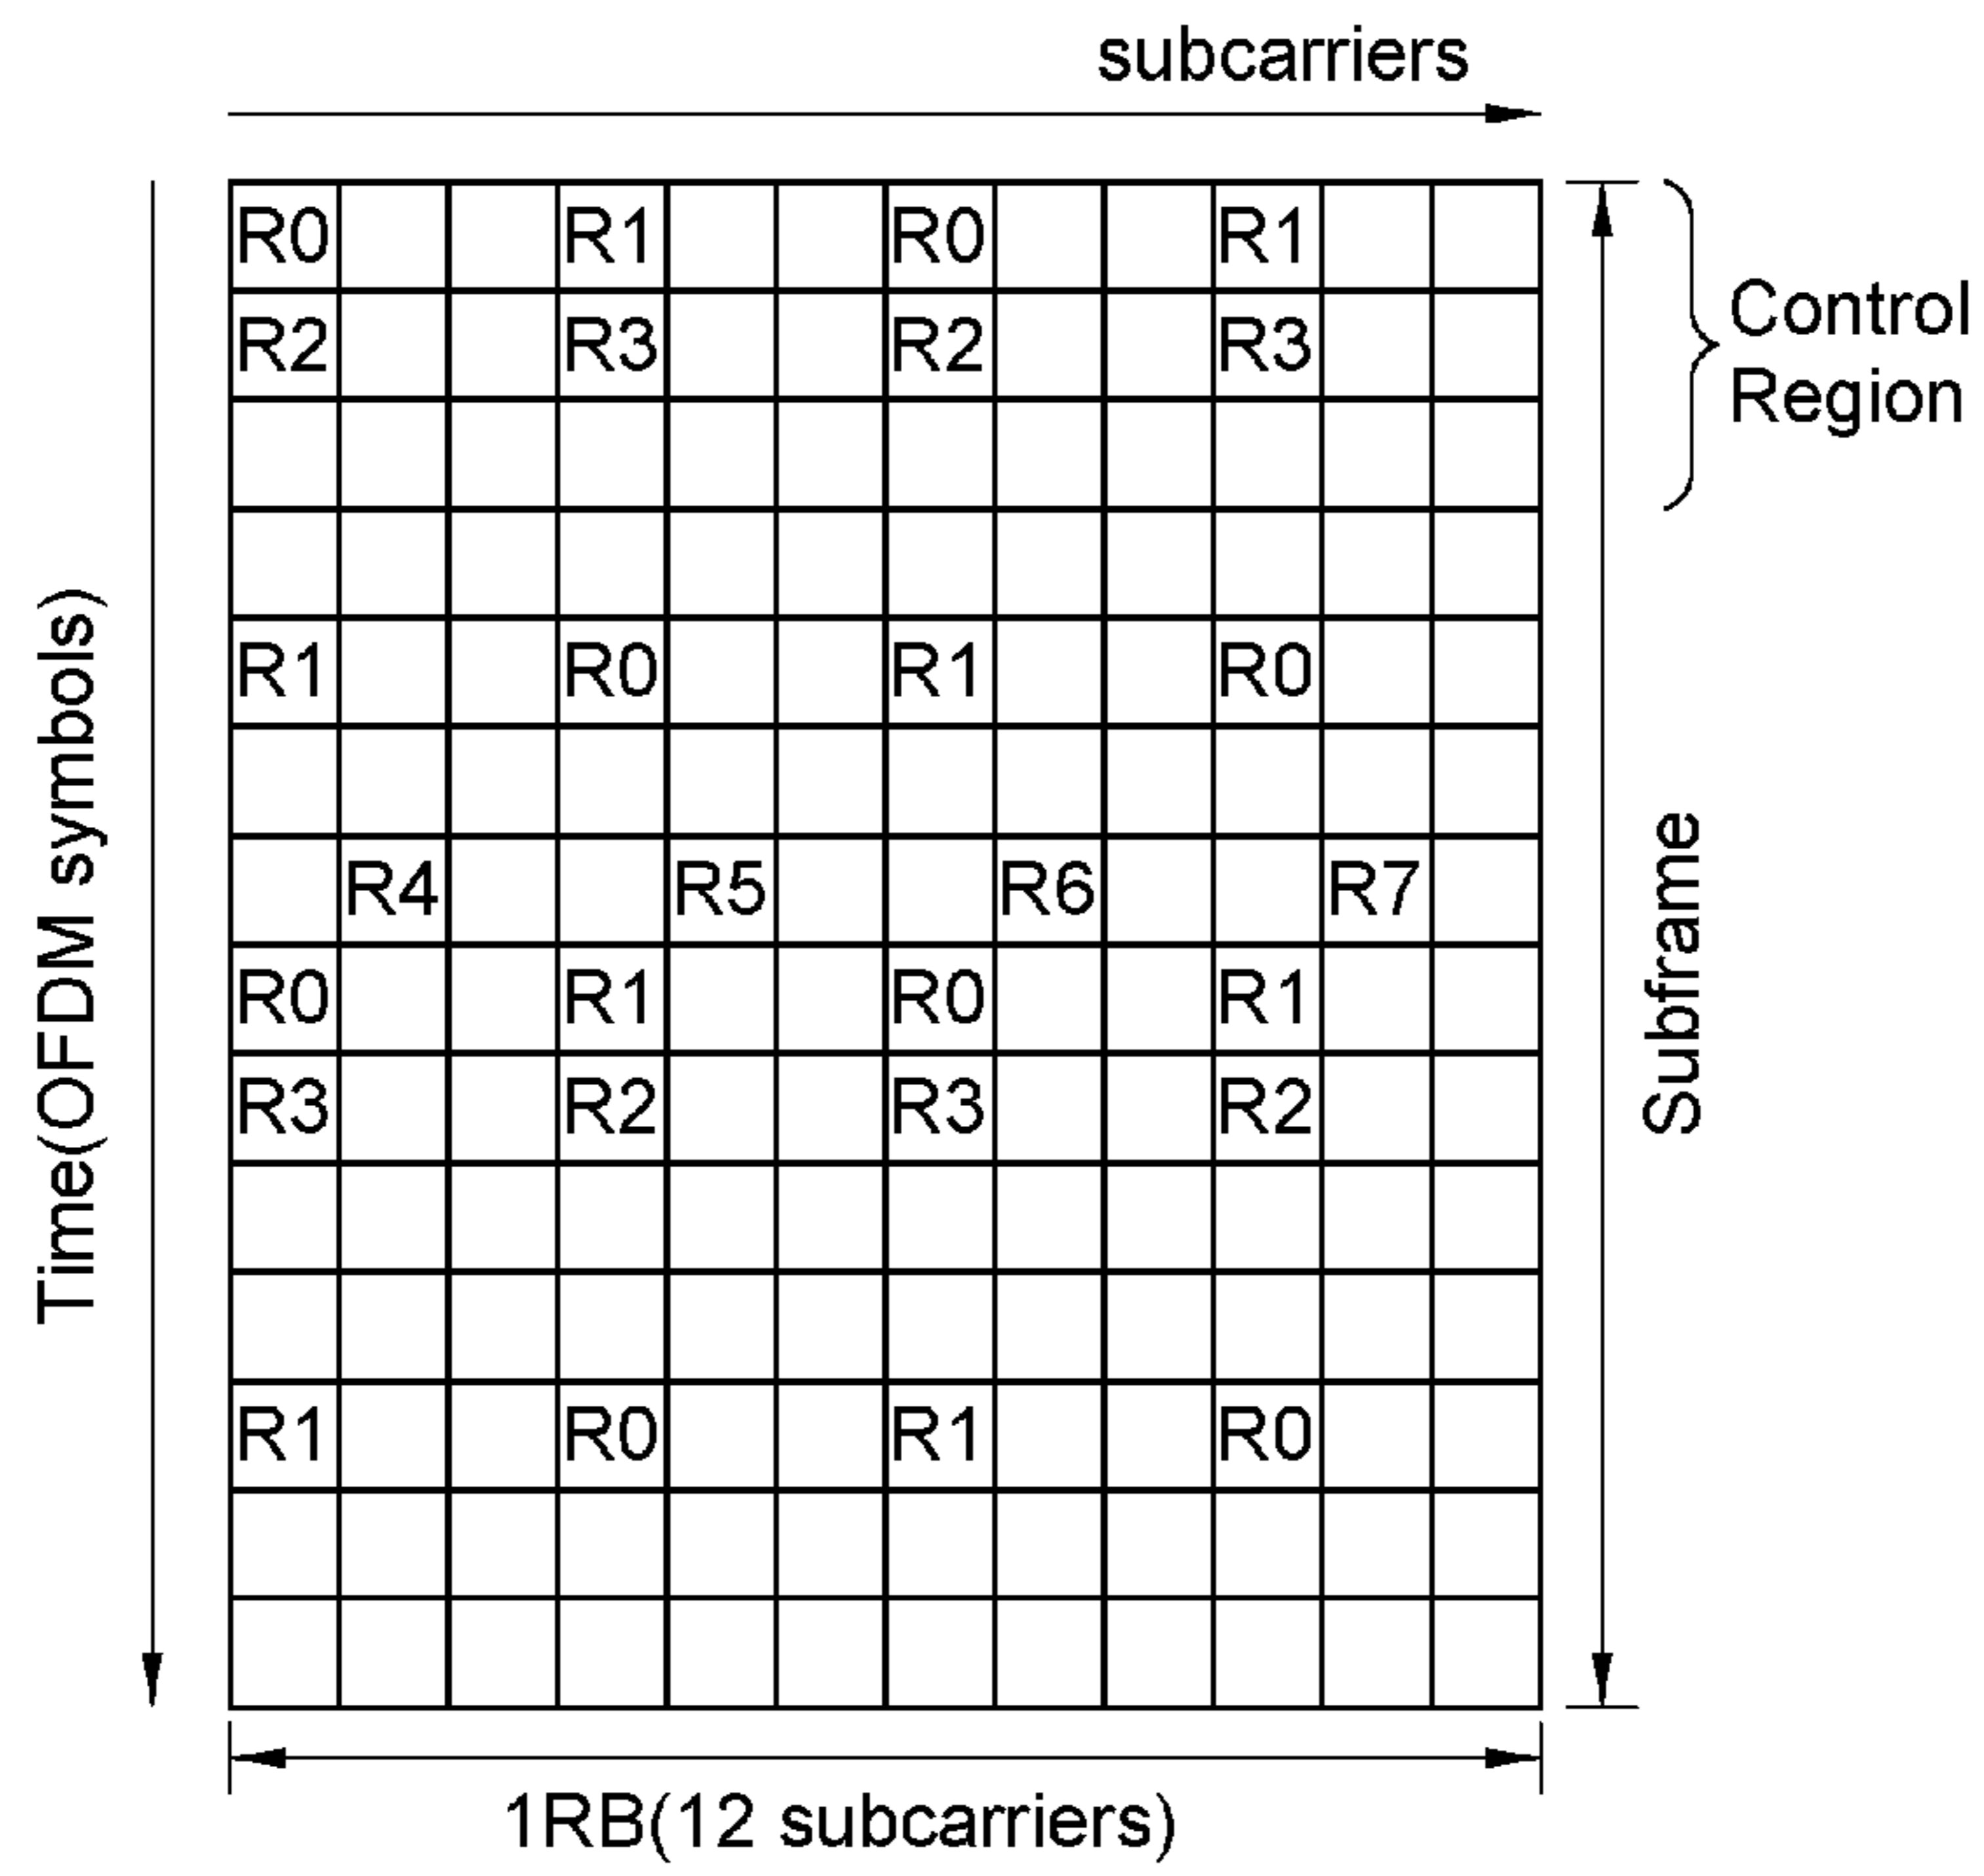 subcarriers
R0 R1 R0 R1
R2 R3 R2 R3
Control
Region
R1 R0 R1 R0
R4 R5 R6 R7
R0 R1 R0 R1
R3 R2 R3 R2
R1 R0 R1 R0
Time(OFDM symbols)
Subframe
1RB(12 subcarriers)